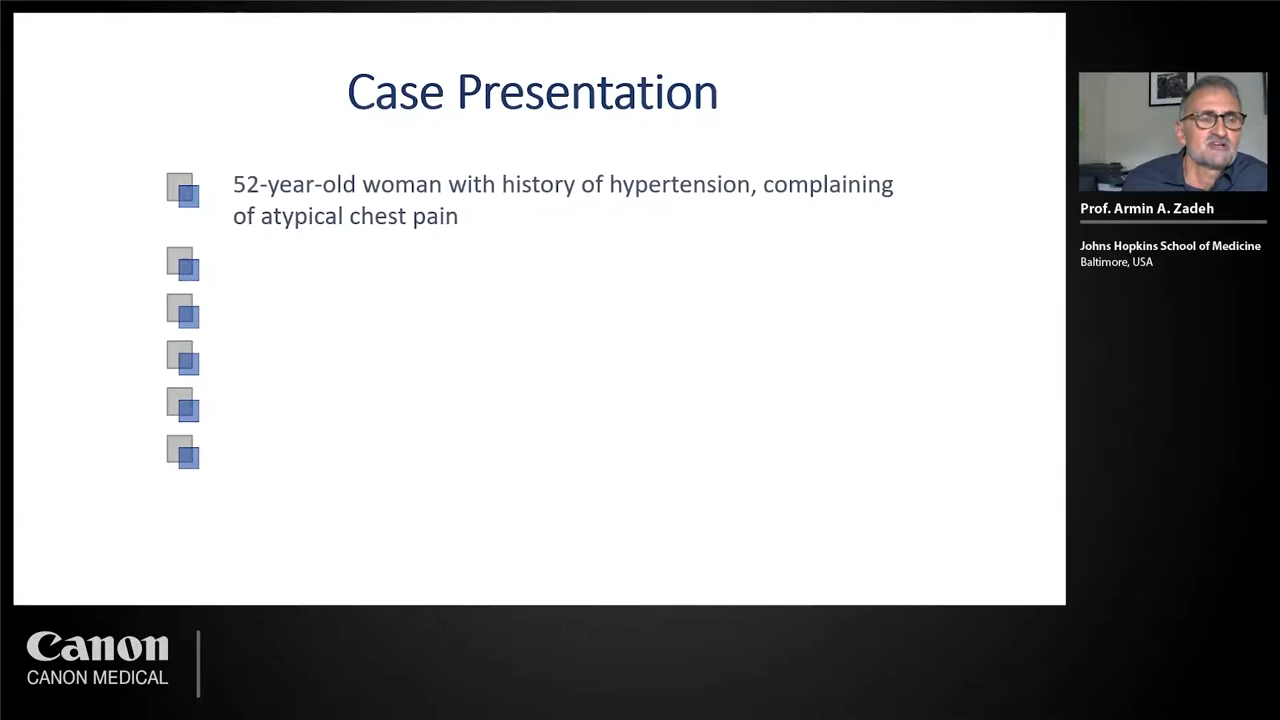 Case Presentation
52-year-old woman with history of hypertension, complaining
of atypical chest pain
Prof. Armin A. Zadeh
Johns Hopkins School of Medicine
Baltimore, USA
Canon
CANON MEDICAL